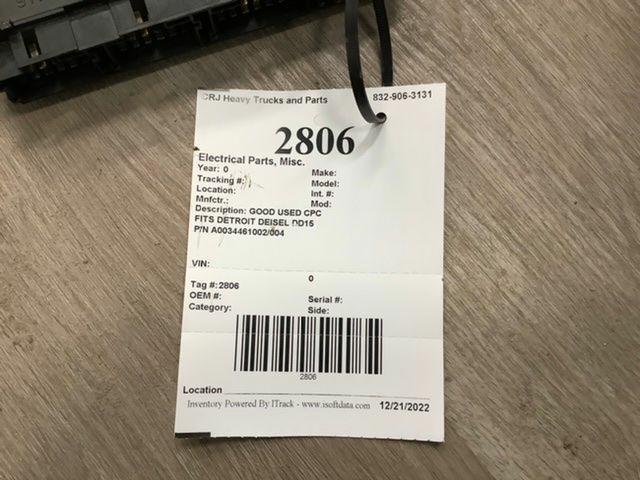 CRJ Heavy Trucks and Parts 832-906-3131
2806
Electrical Parts, Misc.
Year: 0 Make:
Tracking #: Model:
Location: Int. #:
Mnfctr.: Mod:
Description: GOOD USED CPC
FITS DETROIT DEISEL DD15
P/N A0034461002/004
VIN:
0
Tag #:2806
OEM #: Serial #:
Category: Side:
2806
Location
Inventory Powered By ITrack - www.isoftdata.com 12/21/2022